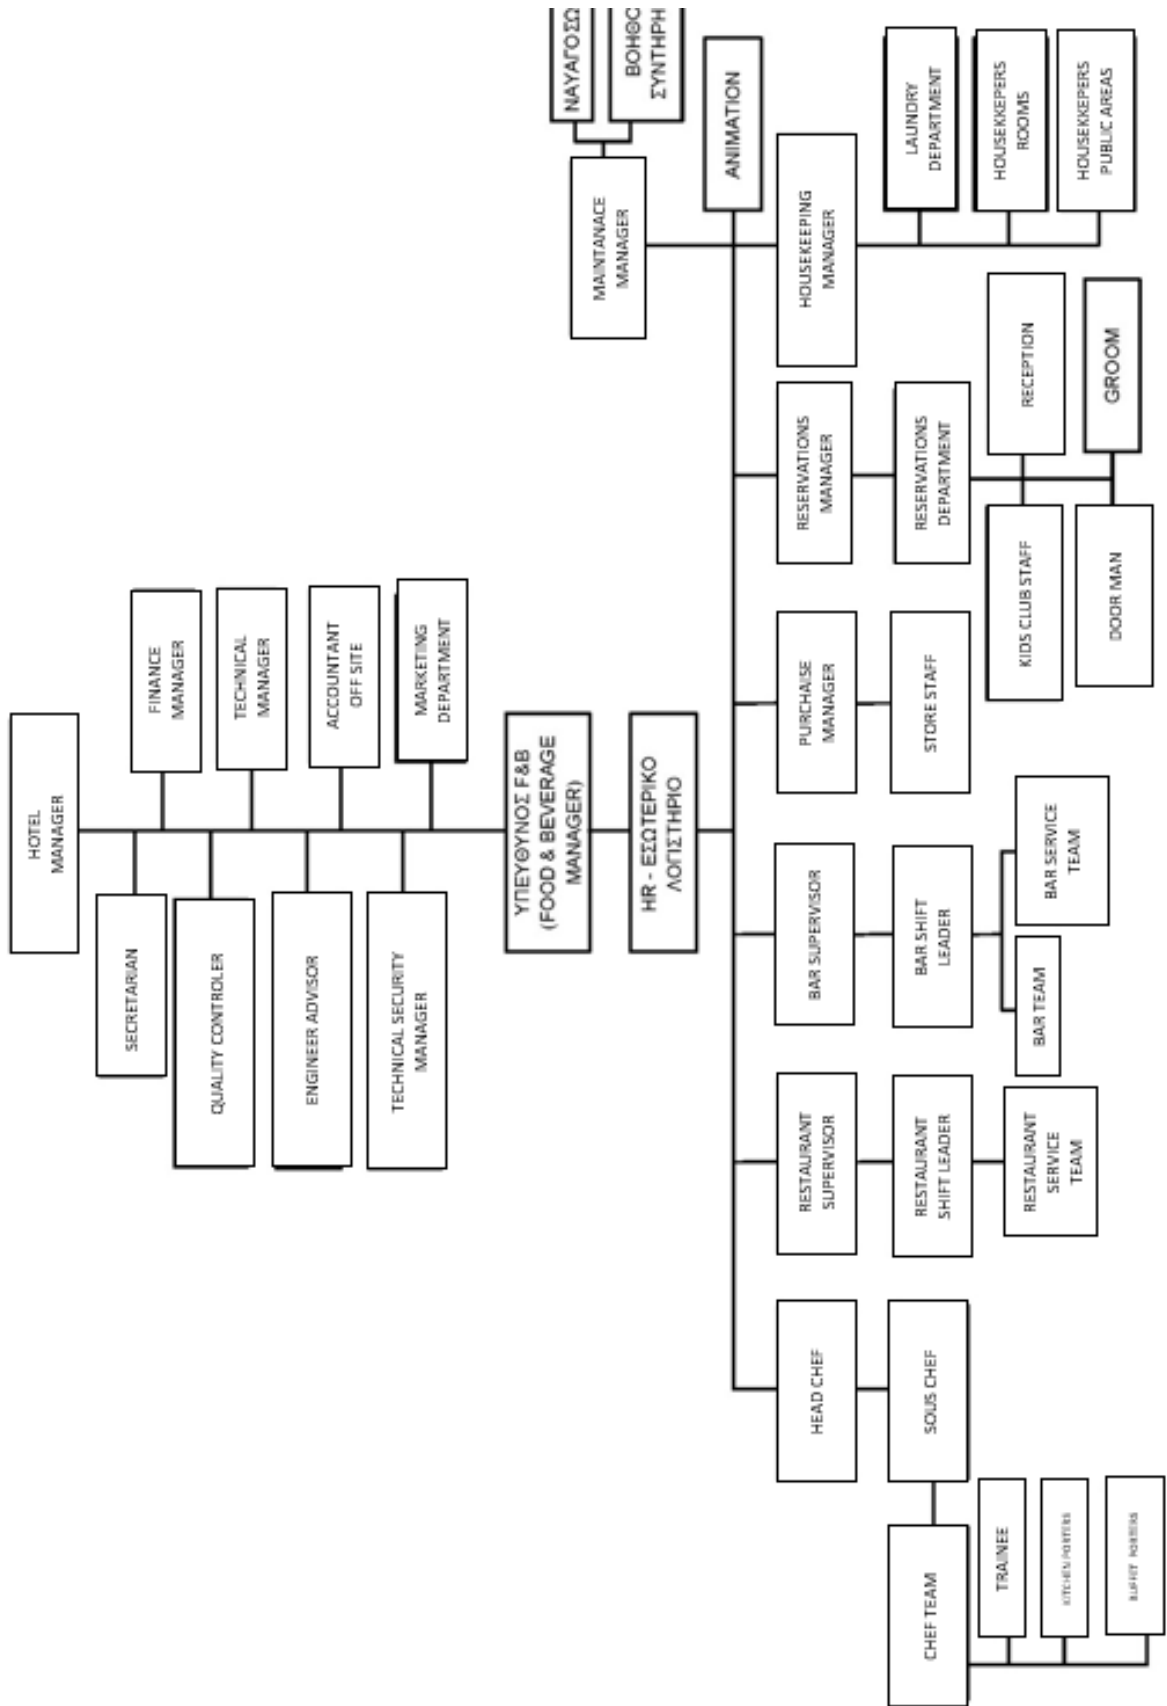 HOTEL
MANAGER
SECRETARIAN
FINANCE
MANAGER
QUALITY CONTROLER
TECHNICAL
MANAGER
ENGINEER ADVISOR
ACCOUNTANT
OFF SITE
TECHNICAL SECURITY
MANAGER
MARKETING
DEPARTMENT
ΥΠΕΥΘΥΝΟΣ F&B
(FOOD & BEVERAGE
MANAGER)
HR - ΕΣΩΤΕΡΙΚΟ
ΛΟΓΙΣΤΗΡΙΟ
ΝΑΥΑΓΟΣΩ
ΒΟΗΘΟ
ΣΥΝΤΗΡΗ
MAINTANACE
MANAGER
ANIMATION
HEAD CHEF
RESTAURANT
SUPERVISOR
BAR SUPERVISOR
PURCHAISE
MANAGER
RESERVATIONS
MANAGER
HOUSEKEEPING
MANAGER
SOUS CHEF
RESTAURANT
SHIFT LEADER
BAR SHIFT
LEADER
STORE STAFF
RESERVATIONS
DEPARTMENT
LAUNDRY
DEPARTMENT
CHEF TEAM
TRAINEE
KITCHEN PORTERS
BUFFET PORTERS
RESTAURANT
SERVICE
TEAM
BAR TEAM
BAR SERVICE
TEAM
KIDS CLUB STAFF
RECEPTION
DOOR MAN
GROOM
HOUSEKKEPERS
ROOMS
HOUSEKKEPERS
PUBLIC AREAS